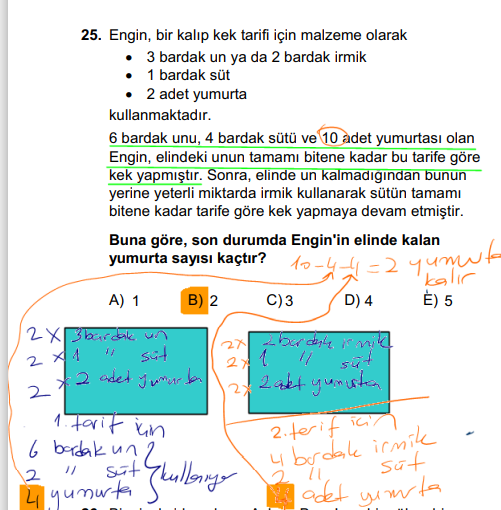 25. Engin, bir kalıp kek tarifi için malzeme olarak
• 3 bardak un ya da 2 bardak irmik
• 1 bardak süt
• 2 adet yumurta
kullanmaktadır.
6 bardak unu, 4 bardak sütü ve 10 adet yumurtası olan
Engin, elindeki unun tamamı bitene kadar bu tarife göre
kek yapmıştır. Sonra, elinde un kalmadığından bunun
yerine yeterli miktarda irmik kullanarak sütün tamamı
bitene kadar tarife göre kek yapmaya devam etmiştir.
Buna göre, son durumda Engin'in elinde kalan
yumurta sayısı kaçtır?
10-4-4=2 yumurta
kalır
A) 1 B) 2 C) 3 D) 4 E) 5
2 x 3 bardak un
2 x 1 " süt
2 x 2 adet yumurta
2x 2 bardak irmik
2x 1 " süt
2x 2 adet yumurta
1. tarif için
6 bardak un
2 " süt
4 yumurta
kullanıyor
2. tarif için
4 bardak irmik
2 " süt
adet yumurta